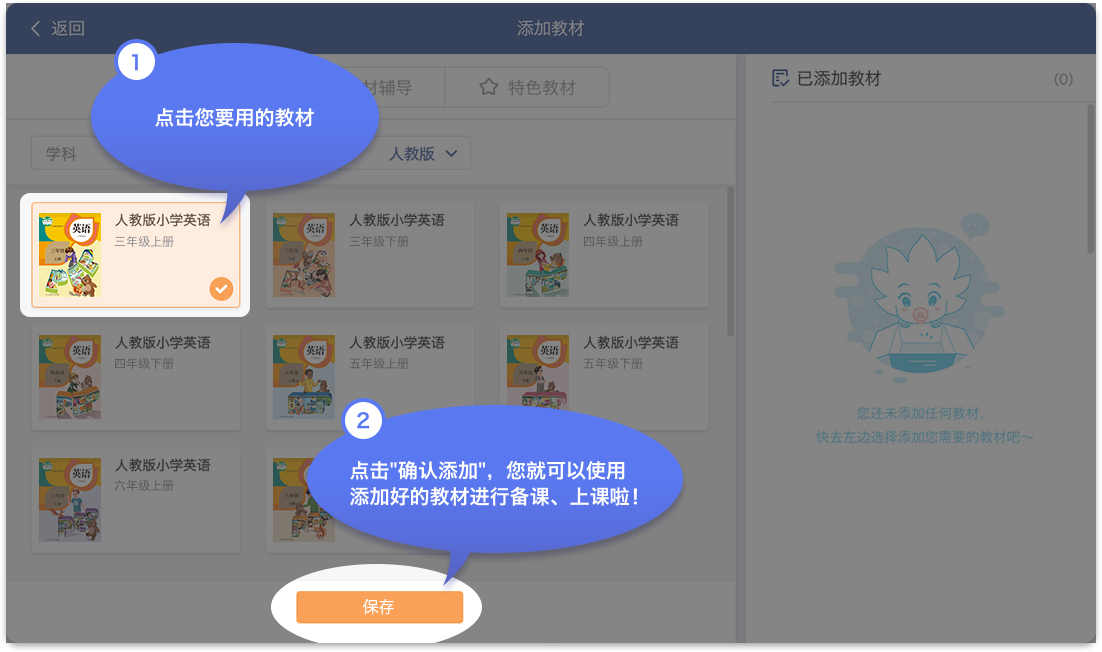 返回
添加教材
1
点击您要用的教材
材辅导
特色教材
已添加教材
(0)
学科
人教版
英语
人教版小学英语
三年级上册
英语
人教版小学英语
三年级下册
英语
人教版小学英语
四年级上册
英语
人教版小学英语
四年级下册
英语
人教版小学英语
五年级上册
英语
人教版小学英语
五年级下册
您还未添加任何教材,
快去左边选择添加您需要的教材吧~
2
点击"确认添加", 您就可以使用
添加好的教材进行备课、上课啦!
英语
人教版小学英语
六年级上册
保存